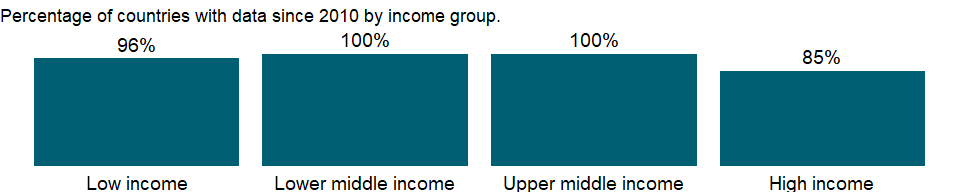 Percentage of countries with data since 2010 by income group.
96%
100%
100%
85%
Low income
Lower middle income
Upper middle income
High income